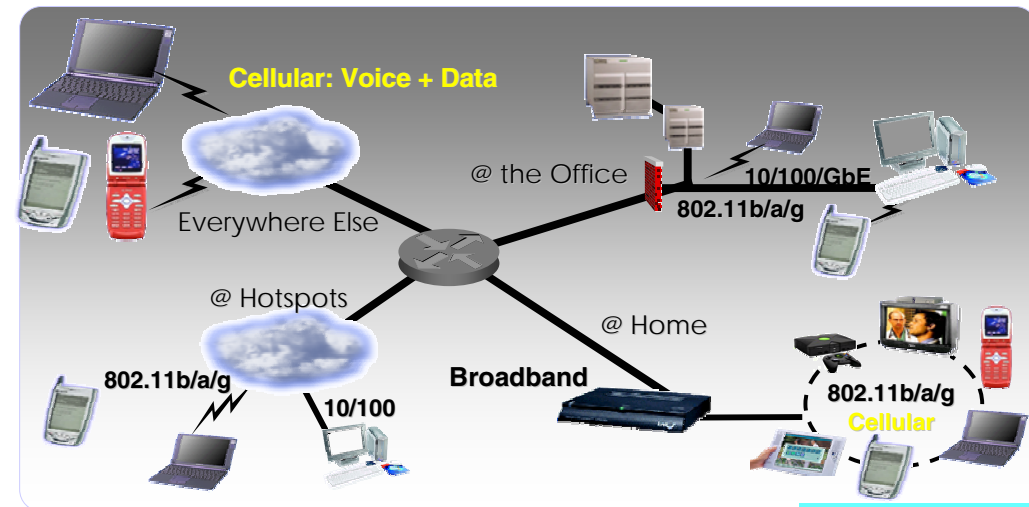 Cellular: Voice + Data
@ the Office
10/100/GbE
802.11b/a/g
Everywhere Else
@ Hotspots
@ Home
802.11b/a/g
10/100
Broadband
802.11b/a/g
Cellular